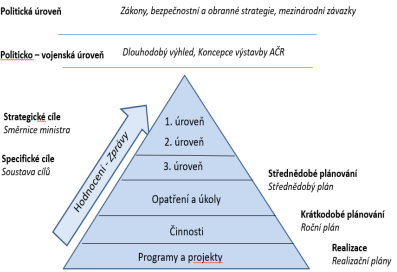 Politická úroveň
Zákony, bezpečnostní a obranné strategie, mezinárodní závazky
Politicko – vojenská úroveň
Dlouhodobý výhled, Koncepce výstavby AČR
Strategické cíle
Směrnice ministra
Specifické cíle
Soustava cílů
Hodnocení - Zprávy
1. úroveň
2. úroveň
3. úroveň
Opatření a úkoly
Činnosti
Programy a projekty
Střednědobé plánování
Střednědobý plán
Krátkodobé plánování
Roční plán
Realizace
Realizační plány